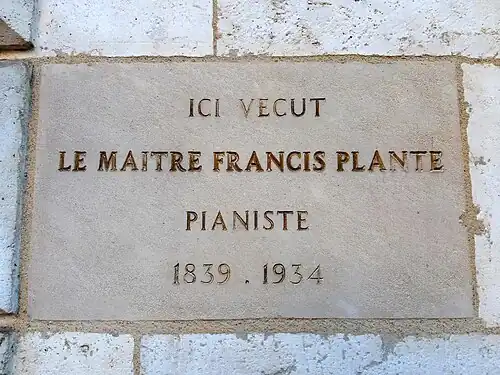 ICI VECUT
LE MAITRE FRANCIS PLANTE
PIANISTE
1839 . 1934